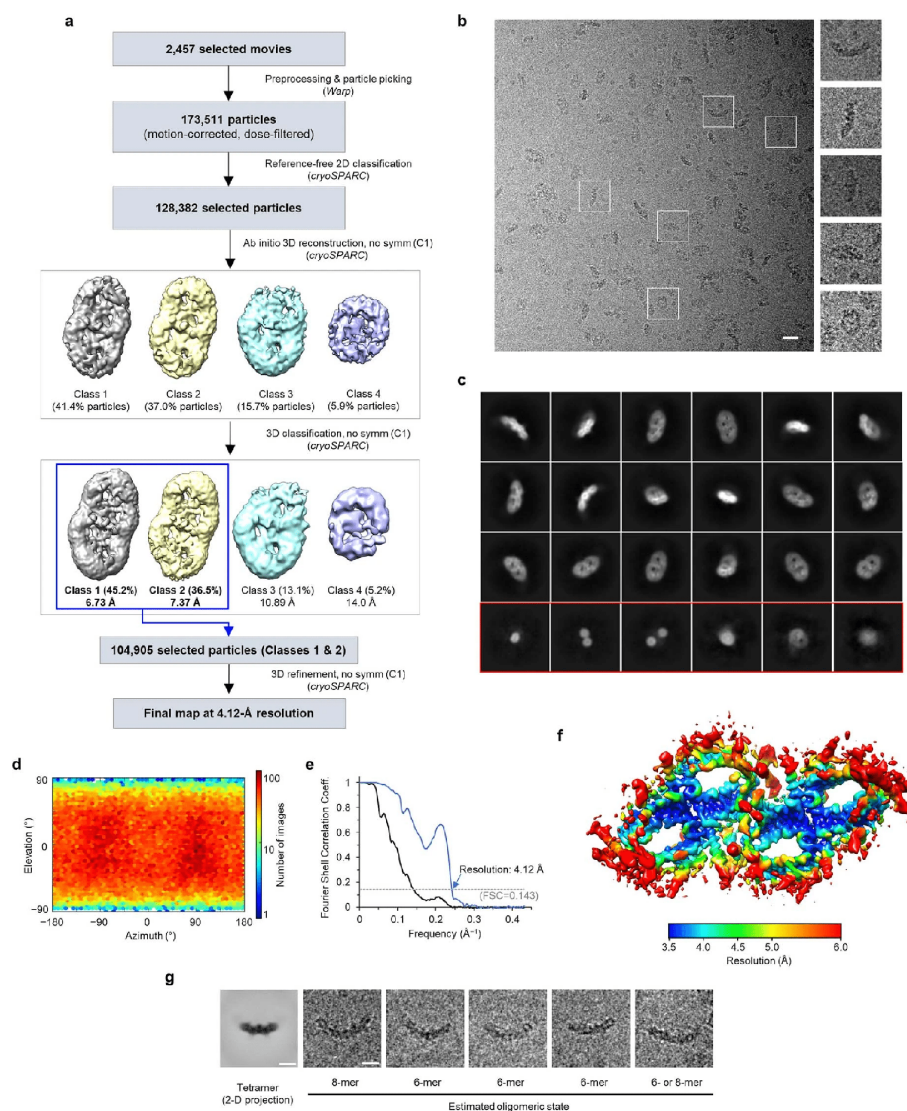 a
2,457 selected movies
Preprocessing & particle picking
(Warp)
173,511 particles
(motion-corrected, dose-filtered)
Reference-free 2D classification
(cryoSPARC)
128,382 selected particles
Ab initio 3D reconstruction, no symm (C1)
(cryoSPARC)
Class 1
(41.4% particles)
Class 2
(37.0% particles)
Class 3
(15.7% particles)
Class 4
(5.9% particles)
3D classification, no symm (C1)
(cryoSPARC)
Class 1 (45.2%)
6.73 Å
Class 2 (36.5%)
7.37 Å
Class 3 (13.1%)
10.89 Å
Class 4 (5.2%)
14.0 Å
104,905 selected particles (Classes 1 & 2)
3D refinement, no symm (C1)
(cryoSPARC)
Final map at 4.12-Å resolution
b
c
d
90
0
−90
Elevation (°)
−180
−90
0
90
180
Azimuth (°)
100
10
1
Number of images
e
1
0.8
0.6
0.4
0.2
0
Fourier Shell Correlation Coeff.
0
0.1
0.2
0.3
0.4
Frequency (Å⁻¹)
Resolution: 4.12 Å
(FSC=0.143)
f
3.5
4.0
4.5
5.0
6.0
Resolution (Å)
g
Tetramer
(2-D projection)
8-mer
6-mer
6-mer
6-mer
6- or 8-mer
Estimated oligomeric state